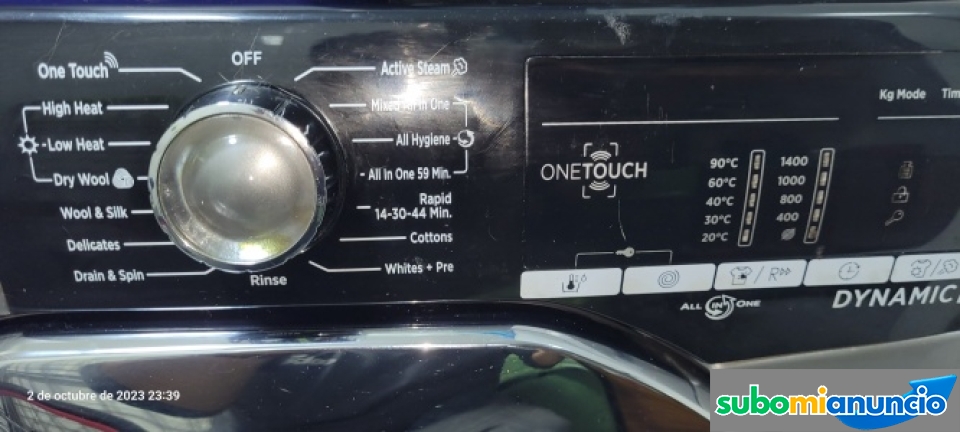 OFF
One Touch
High Heat
Low Heat
Dry Wool
Wool & Silk
Delicates
Drain & Spin
Rinse
Active Steam
Mixed All in One
All Hygiene
All in One 59 Min.
Rapid
14-30-44 Min.
Cottons
Whites + Pre
ONETOUCH
Kg Mode
90°C 1400
60°C 1000
40°C 800
30°C 400
20°C
ALL IN ONE
DYNAMIC
2 de octubre de 2023 23:39
subomianuncio